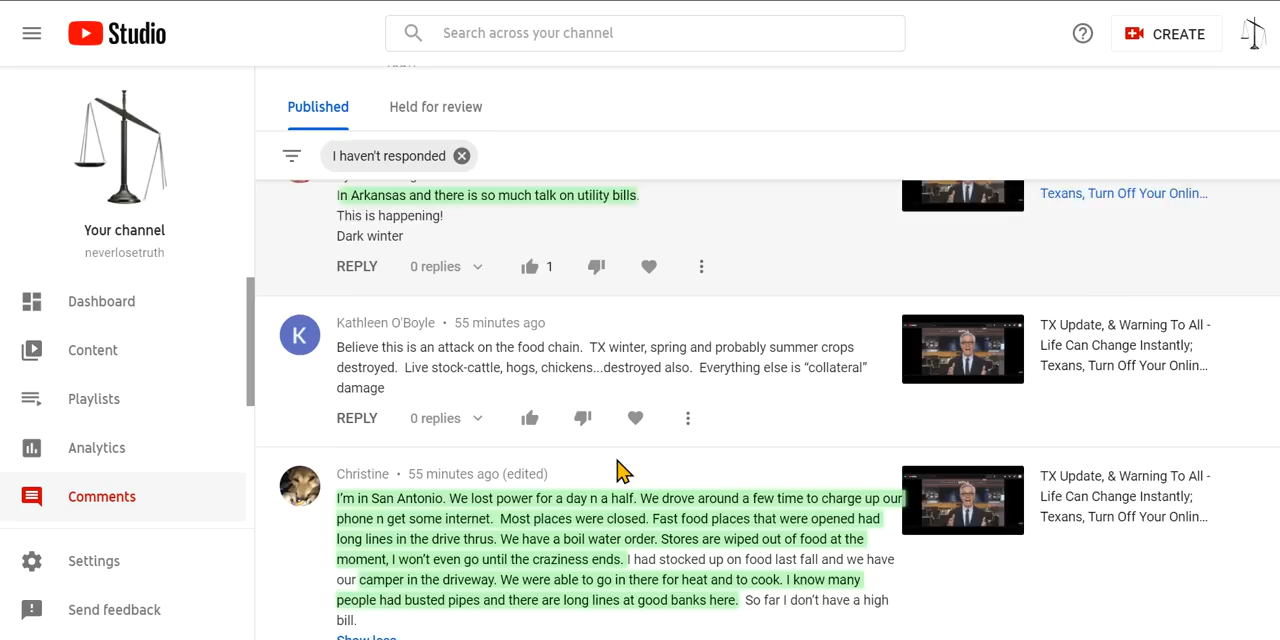 Studio
Search across your channel
CREATE
Your channel
neverlosetruth
Dashboard
Content
Playlists
Analytics
Comments
Settings
Send feedback
Published
Held for review
I haven't responded
In Arkansas and there is so much talk on utility bills.
This is happening!
Dark winter
REPLY 0 replies 1
Texans, Turn Off Your Onlin...
Kathleen O'Boyle • 55 minutes ago
Believe this is an attack on the food chain. TX winter, spring and probably summer crops
destroyed. Live stock-cattle, hogs, chickens...destroyed also. Everything else is “collateral”
damage
REPLY 0 replies
TX Update, & Warning To All -
Life Can Change Instantly;
Texans, Turn Off Your Onlin...
Christine • 55 minutes ago (edited)
I’m in San Antonio. We lost power for a day n a half. We drove around a few time to charge up our
phone n get some internet. Most places were closed. Fast food places that were opened had
long lines in the drive thrus. We have a boil water order. Stores are wiped out of food at the
moment, I won’t even go until the craziness ends. I had stocked up on food last fall and we have
our camper in the driveway. We were able to go in there for heat and to cook. I know many
people had busted pipes and there are long lines at good banks here. So far I don’t have a high
bill.
Show less
TX Update, & Warning To All -
Life Can Change Instantly;
Texans, Turn Off Your Onlin...
K